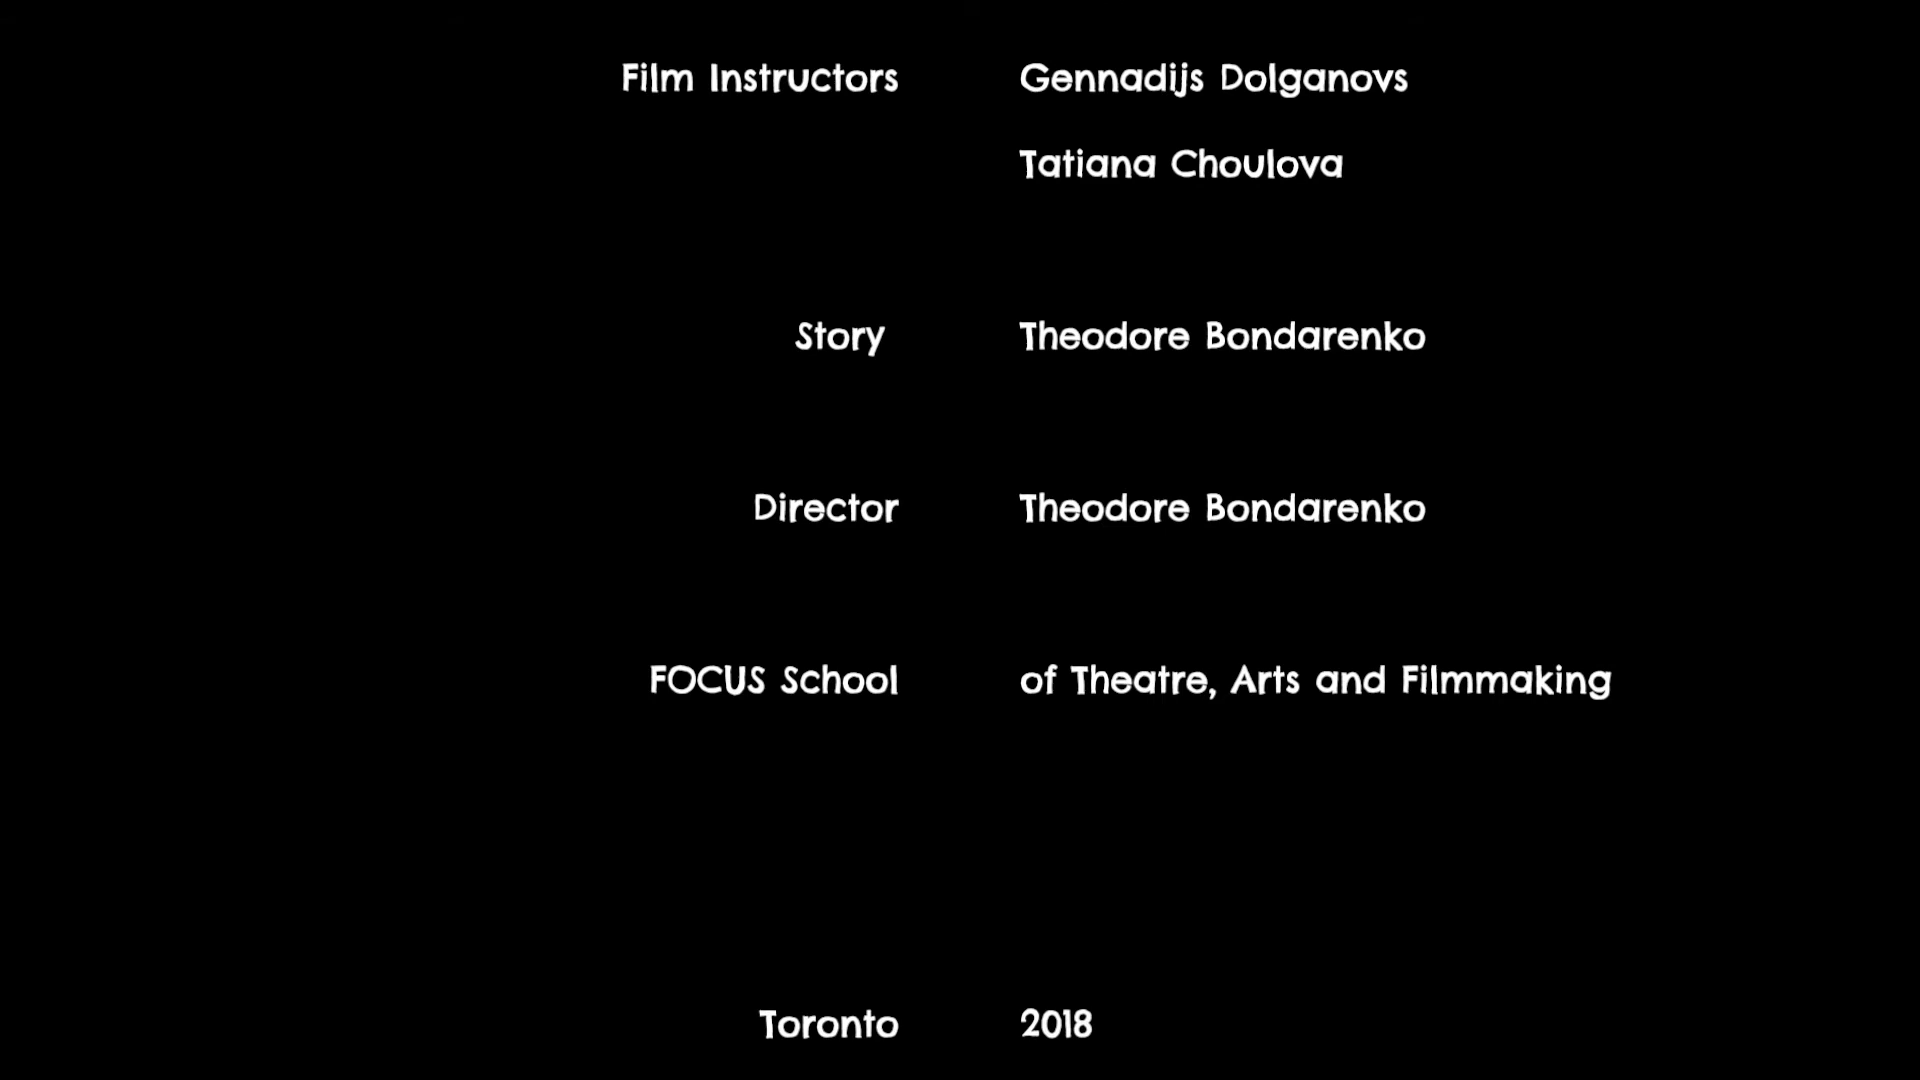 Film Instructors Gennadijs Dolganovs
Tatiana Choulova
Story Theodore Bondarenko
Director Theodore Bondarenko
FOCUS School of Theatre, Arts and Filmmaking
Toronto 2018